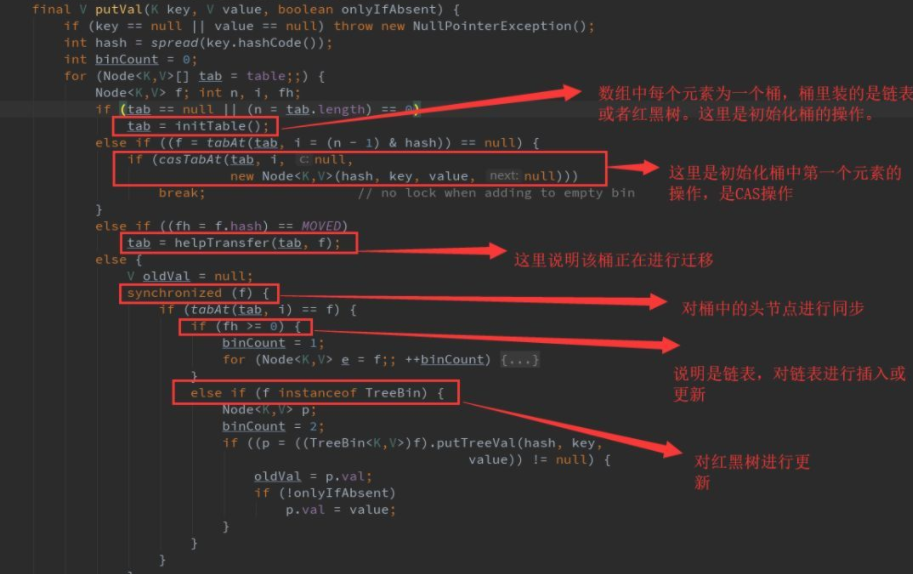 final V putVal(K key, V value, boolean onlyIfAbsent) {
if (key == null || value == null) throw new NullPointerException();
int hash = spread(key.hashCode());
int binCount = 0;
for (Node<K,V>[] tab = table;;) {
Node<K,V> f; int n, i, fh;
if (tab == null || (n = tab.length) == 0)
tab = initTable();
数组中每个元素为一个桶，桶里装的是链表
或者红黑树。这里是初始化桶的操作。
else if ((f = tabAt(tab, i = (n - 1) & hash)) == null) {
if (casTabAt(tab, i, c: null,
new Node<K,V>(hash, key, value, next: null)))
这里是初始化桶中第一个元素的
操作，是CAS操作
break; // no lock when adding to empty bin
}
else if ((fh = f.hash) == MOVED)
tab = helpTransfer(tab, f);
这里说明该桶正在进行迁移
else {
V oldVal = null;
synchronized (f) {
对桶中的头节点进行同步
if (tabAt(tab, i) == f) {
if (fh >= 0) {
binCount = 1;
for (Node<K,V> e = f;; ++binCount) {...}
说明是链表，对链表进行插入或
更新
}
else if (f instanceof TreeBin) {
Node<K,V> p;
binCount = 2;
if ((p = ((TreeBin<K,V>)f).putTreeVal(hash, key,
value)) != null) {
对红黑树进行更
新
oldVal = p.val;
if (!onlyIfAbsent)
p.val = value;
}
}
}